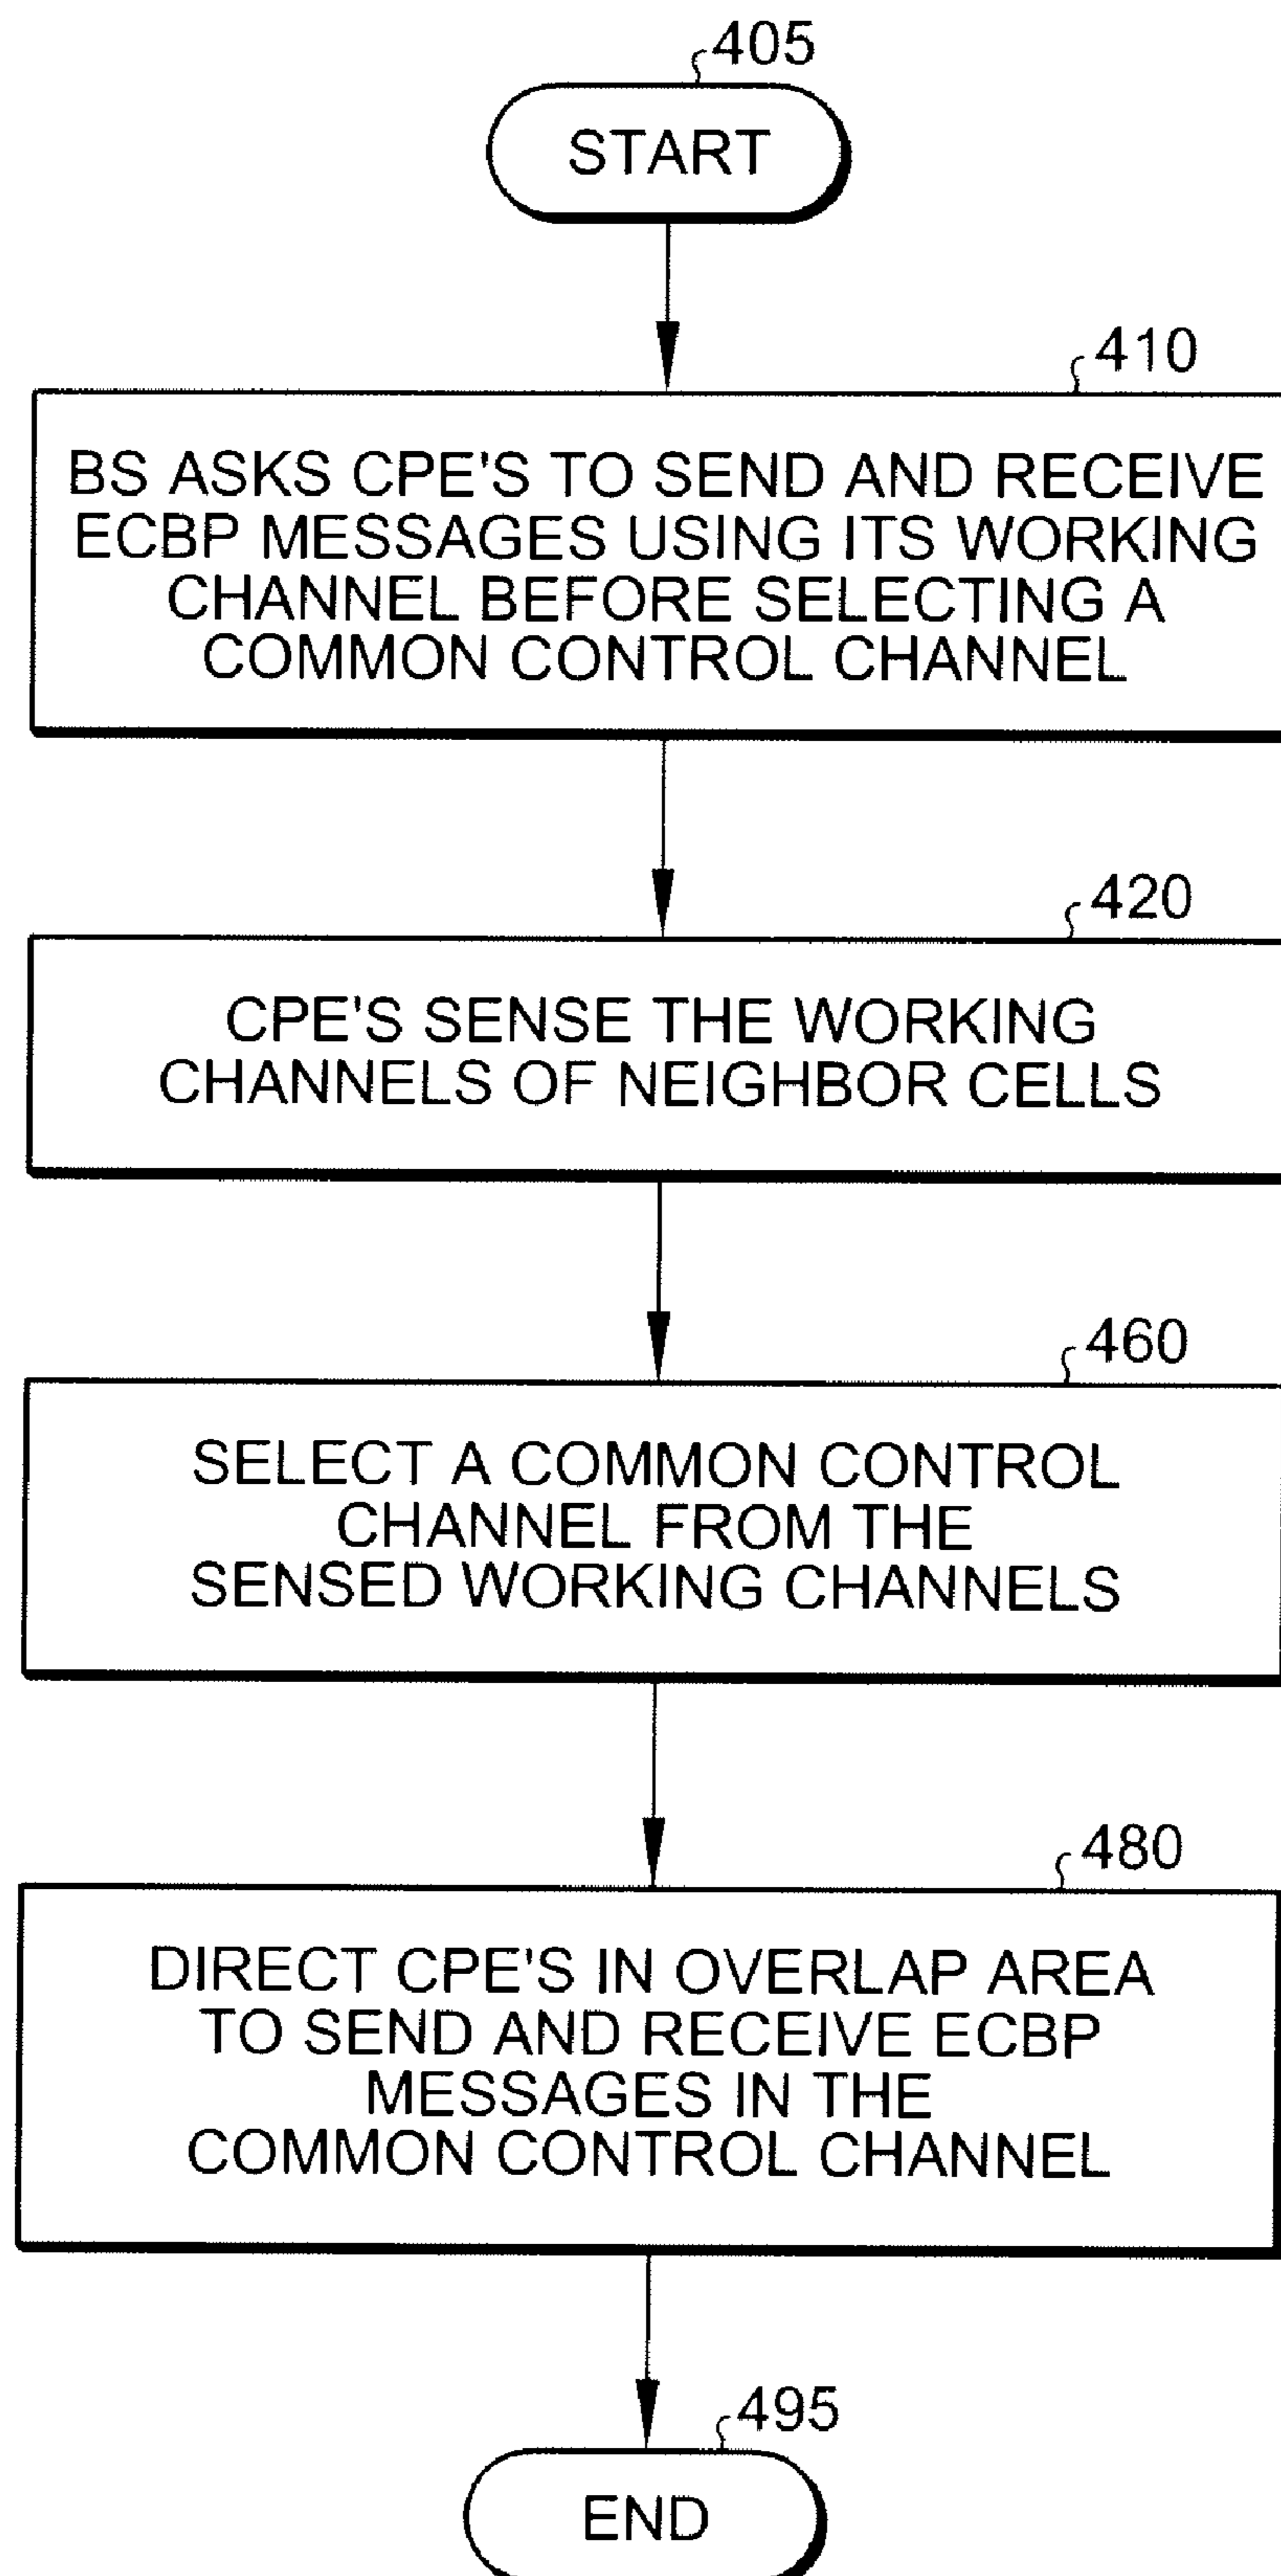 405
START
410
BS ASKS CPE'S TO SEND AND RECEIVE
ECBP MESSAGES USING ITS WORKING
CHANNEL BEFORE SELECTING A
COMMON CONTROL CHANNEL
420
CPE'S SENSE THE WORKING
CHANNELS OF NEIGHBOR CELLS
460
SELECT A COMMON CONTROL
CHANNEL FROM THE
SENSED WORKING CHANNELS
480
DIRECT CPE'S IN OVERLAP AREA
TO SEND AND RECEIVE ECBP
MESSAGES IN THE
COMMON CONTROL CHANNEL
495
END